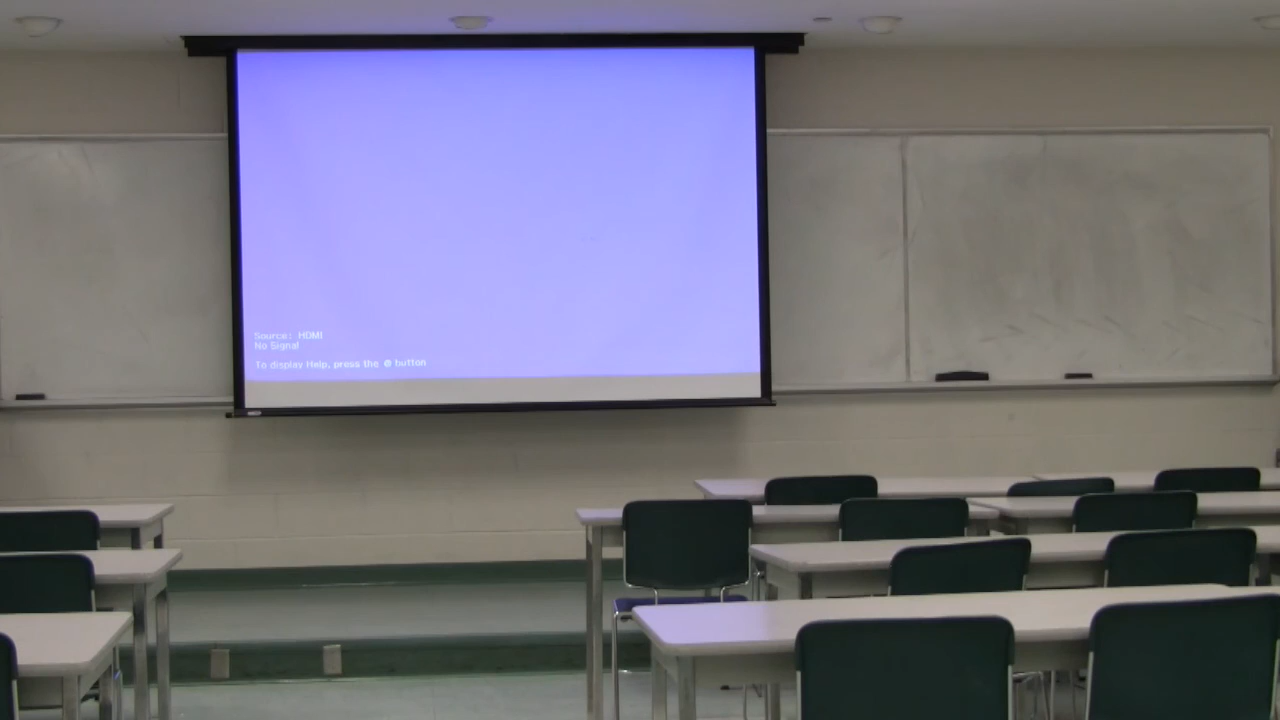 Source: HDMI
No Signal
To display Help, press the button